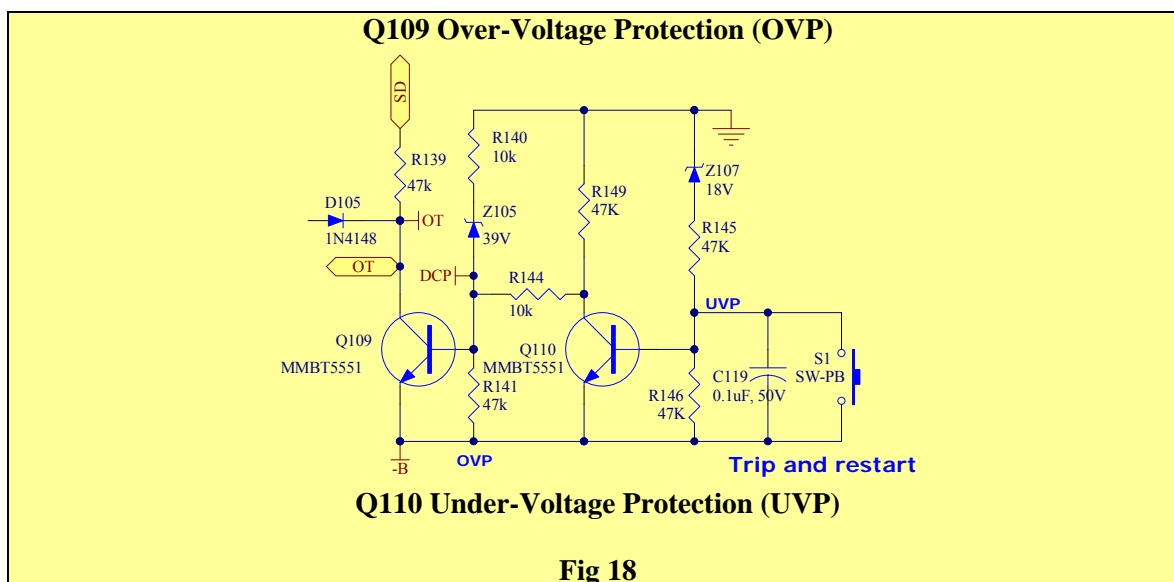 Q109 Over-Voltage Protection (OVP)
SD
R139
47k
D105
1N4148
OT
OT
R140
10k
Z105
39V
DCP
R144
10k
R149
47K
Z107
18V
R145
47K
UVP
Q109
MMBT5551
R141
47k
Q110
MMBT5551
R146
47K
C119
0.1uF, 50V
S1
SW-PB
-B
OVP
Trip and restart
Q110 Under-Voltage Protection (UVP)
Fig 18